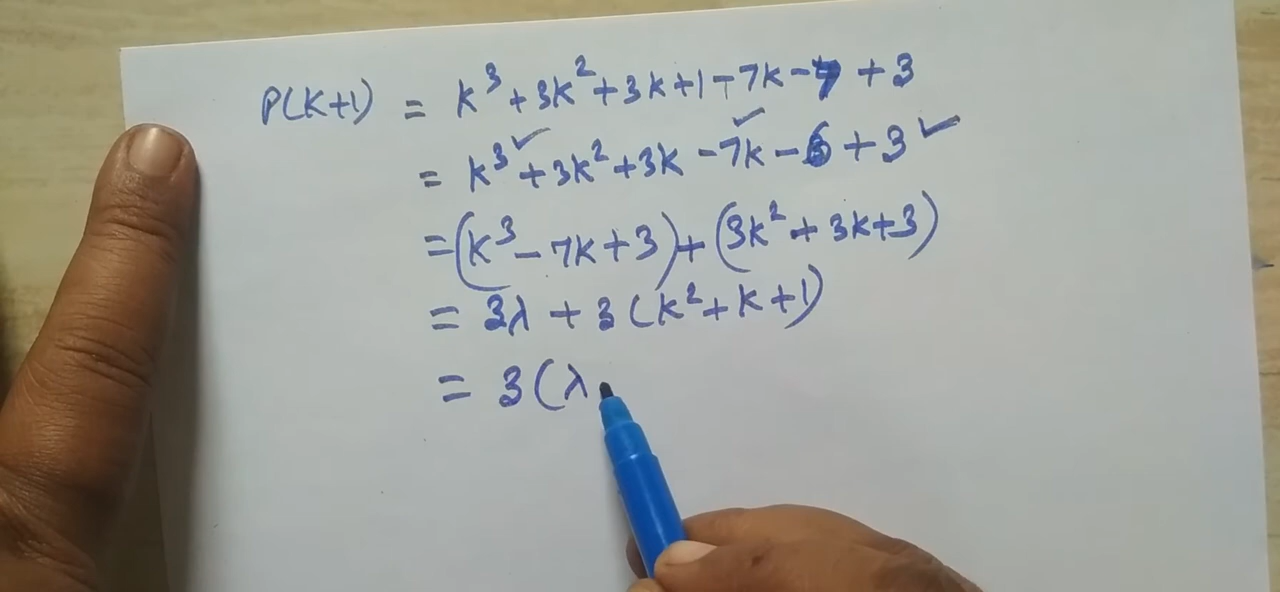 P(K+1) = k³ + 3k² + 3k + 1 - 7k - 7 + 3
= k³ + 3k² + 3k - 7k - 6 + 3
= (k³ - 7k + 3) + (3k² + 3k + 3)
= 3λ + 3(k² + k + 1)
= 3(λ